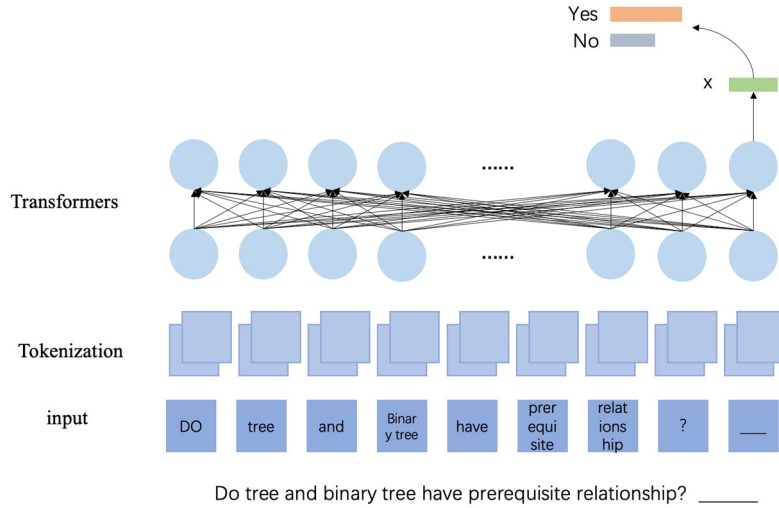 Yes
No
x
......
Transformers
......
Tokenization
input
DO
tree
and
Binar
y tree
have
prer
equi
site
relat
ions
hip
?
___
Do tree and binary tree have prerequisite relationship? ______